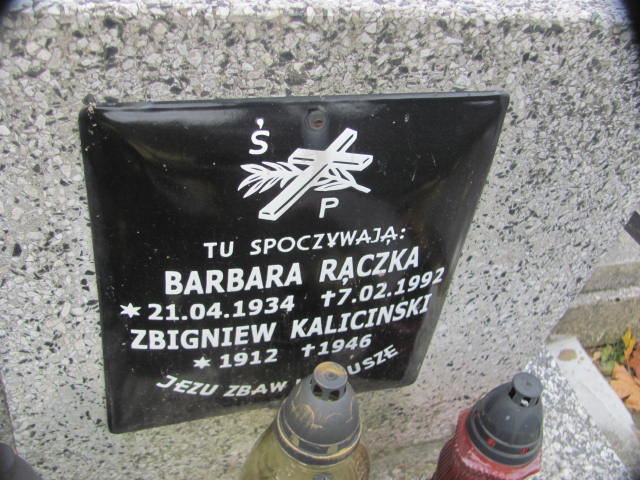 Ś P
TU SPOCZYWAJĄ:
BARBARA RĄCZKA
*21.04.1934 †7.02.1992
ZBIGNIEW KALICINSKI
*1912 †1946
JEZU ZBAW